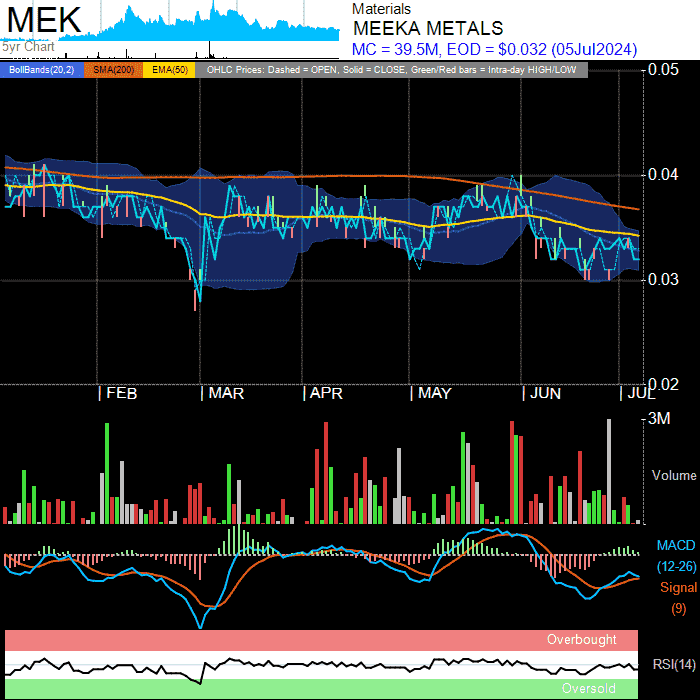 MEK
5yr Chart
Materials
MEEKA METALS
MC = 39.5M, EOD = $0.032 (05Jul2024)
BollBands(20,2) SMA(200) EMA(50) OHLC Prices: Dashed = OPEN, Solid = CLOSE, Green/Red bars = Intra-day HIGH/LOW
0.05
0.04
0.03
0.02
FEB MAR APR MAY JUN JUL
3M
Volume
MACD
(12-26)
Signal
(9)
Overbought
RSI(14)
Oversold